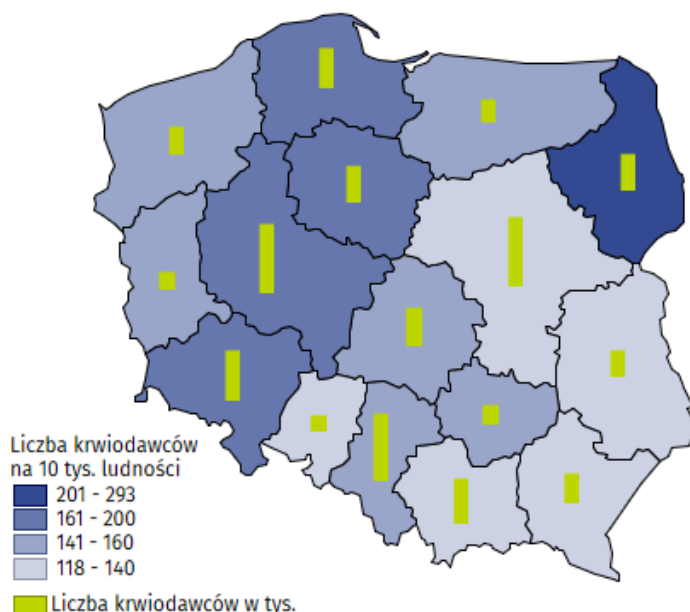 Liczba krwiodawców
na 10 tys. ludności
201 - 293
161 - 200
141 - 160
118 - 140
Liczba krwiodawców w tys.